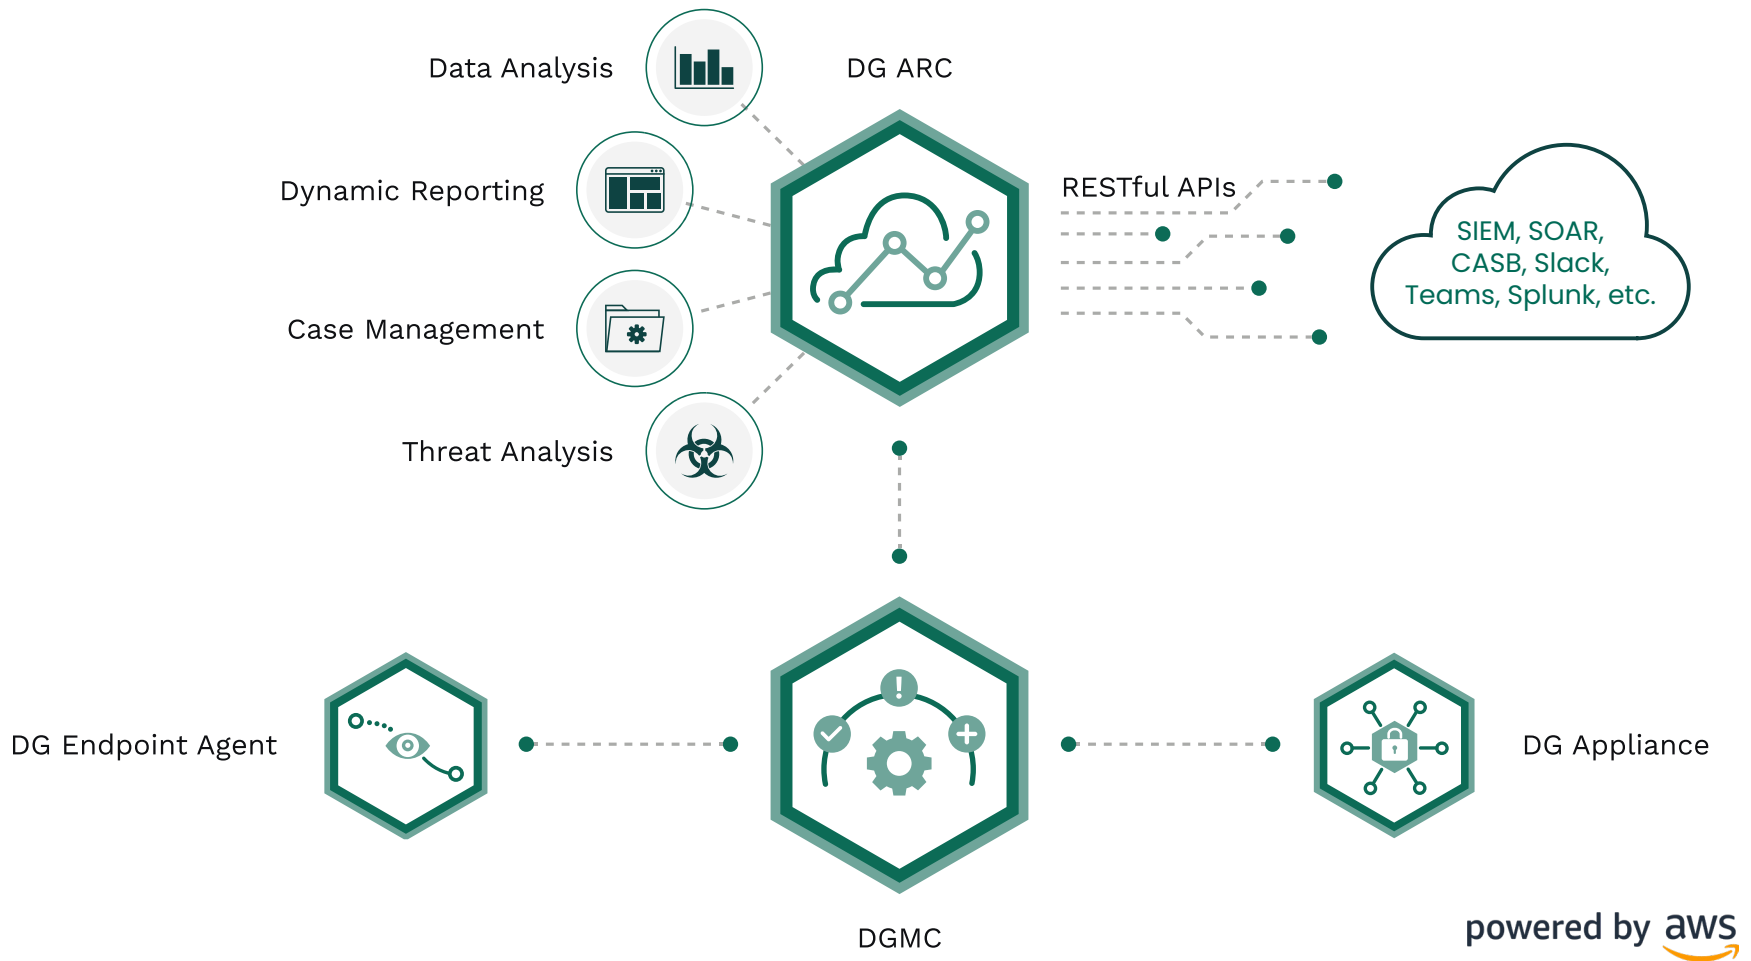 Data Analysis
DG ARC
Dynamic Reporting
RESTful APIs
SIEM, SOAR,
CASB, Slack,
Teams, Splunk, etc.
Case Management
Threat Analysis
DG Endpoint Agent
DG Appliance
DGMC
powered by aws